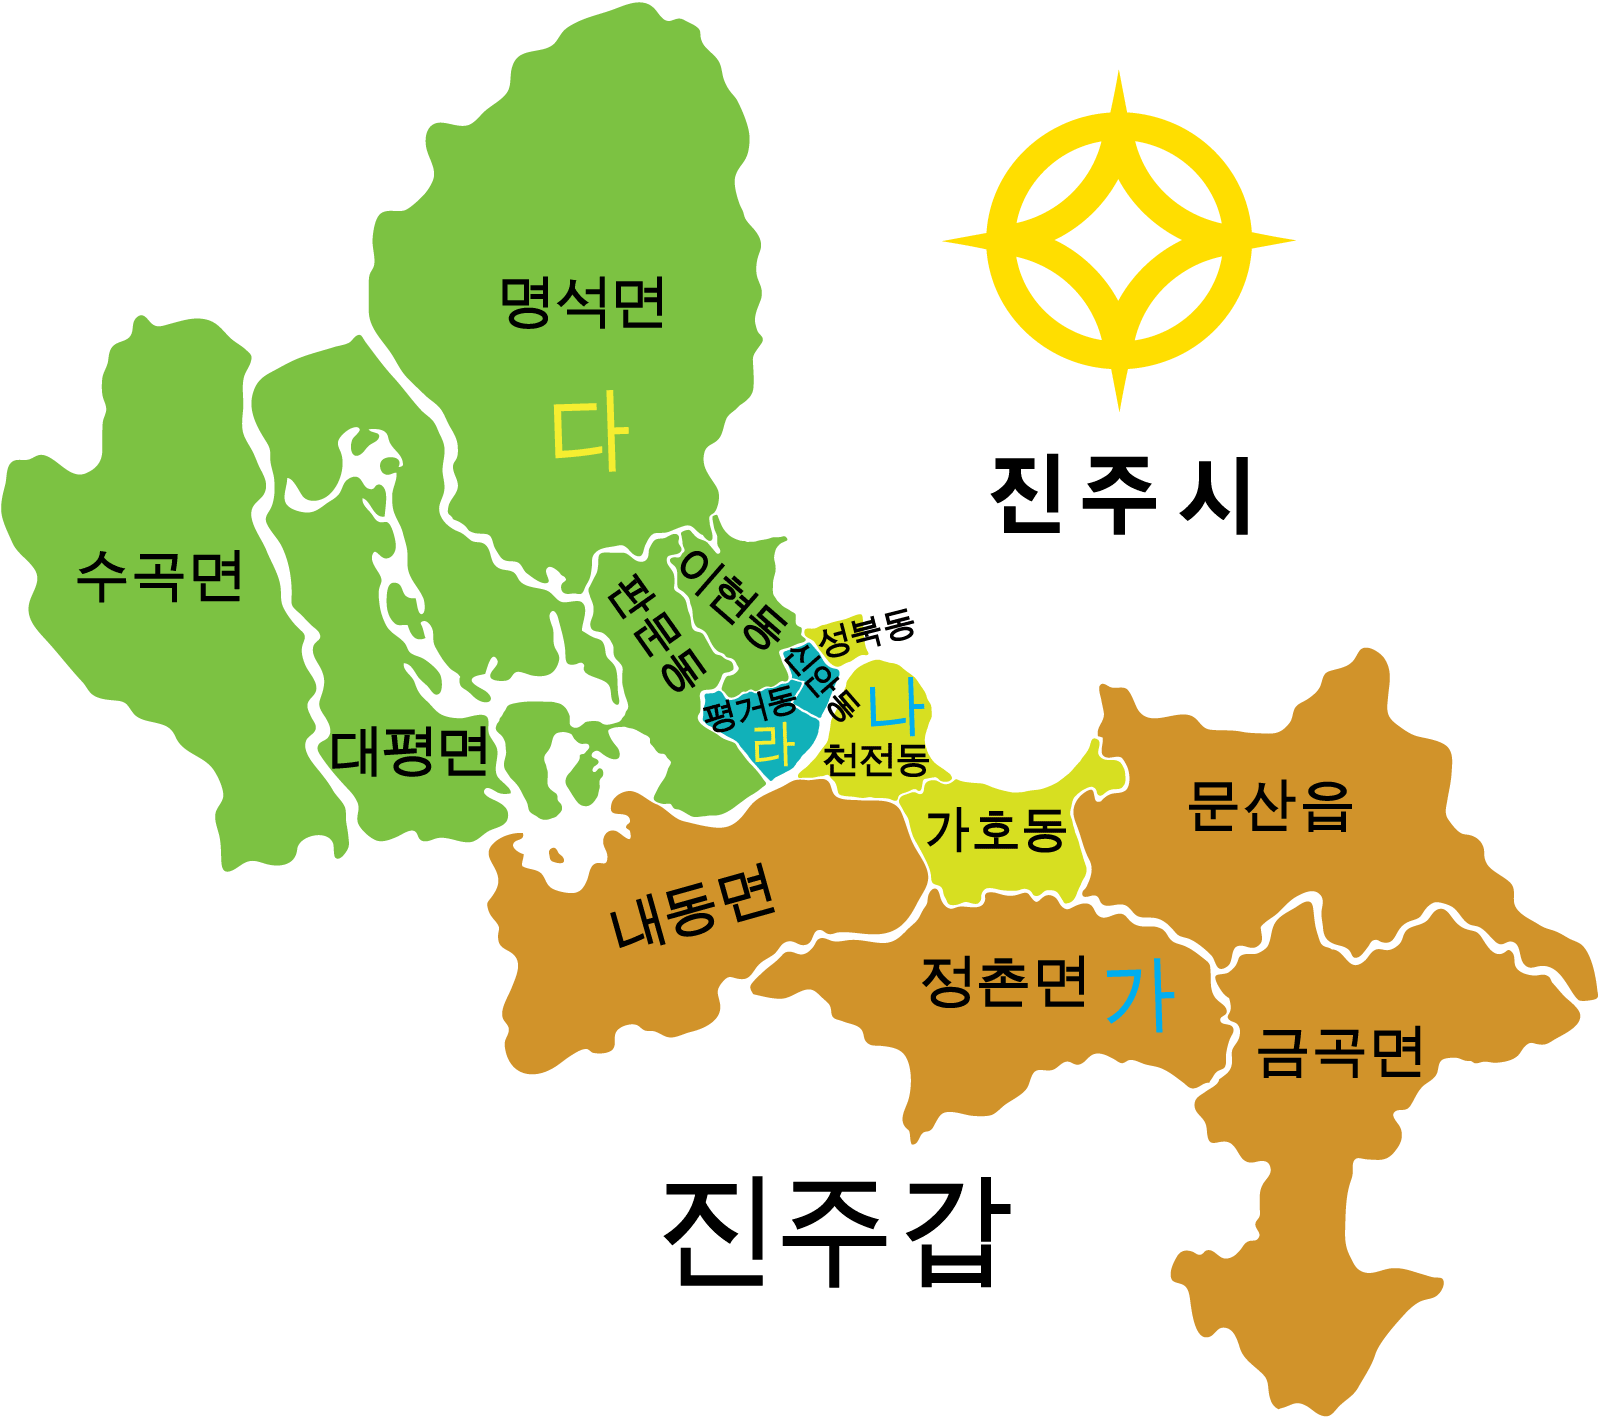 명석면
다
진주시
수곡면
이현동
판문동
성북동
신안동
평거동
나
라
대평면
천전동
문산읍
가호동
내동면
정촌면 가
금곡면
진주갑